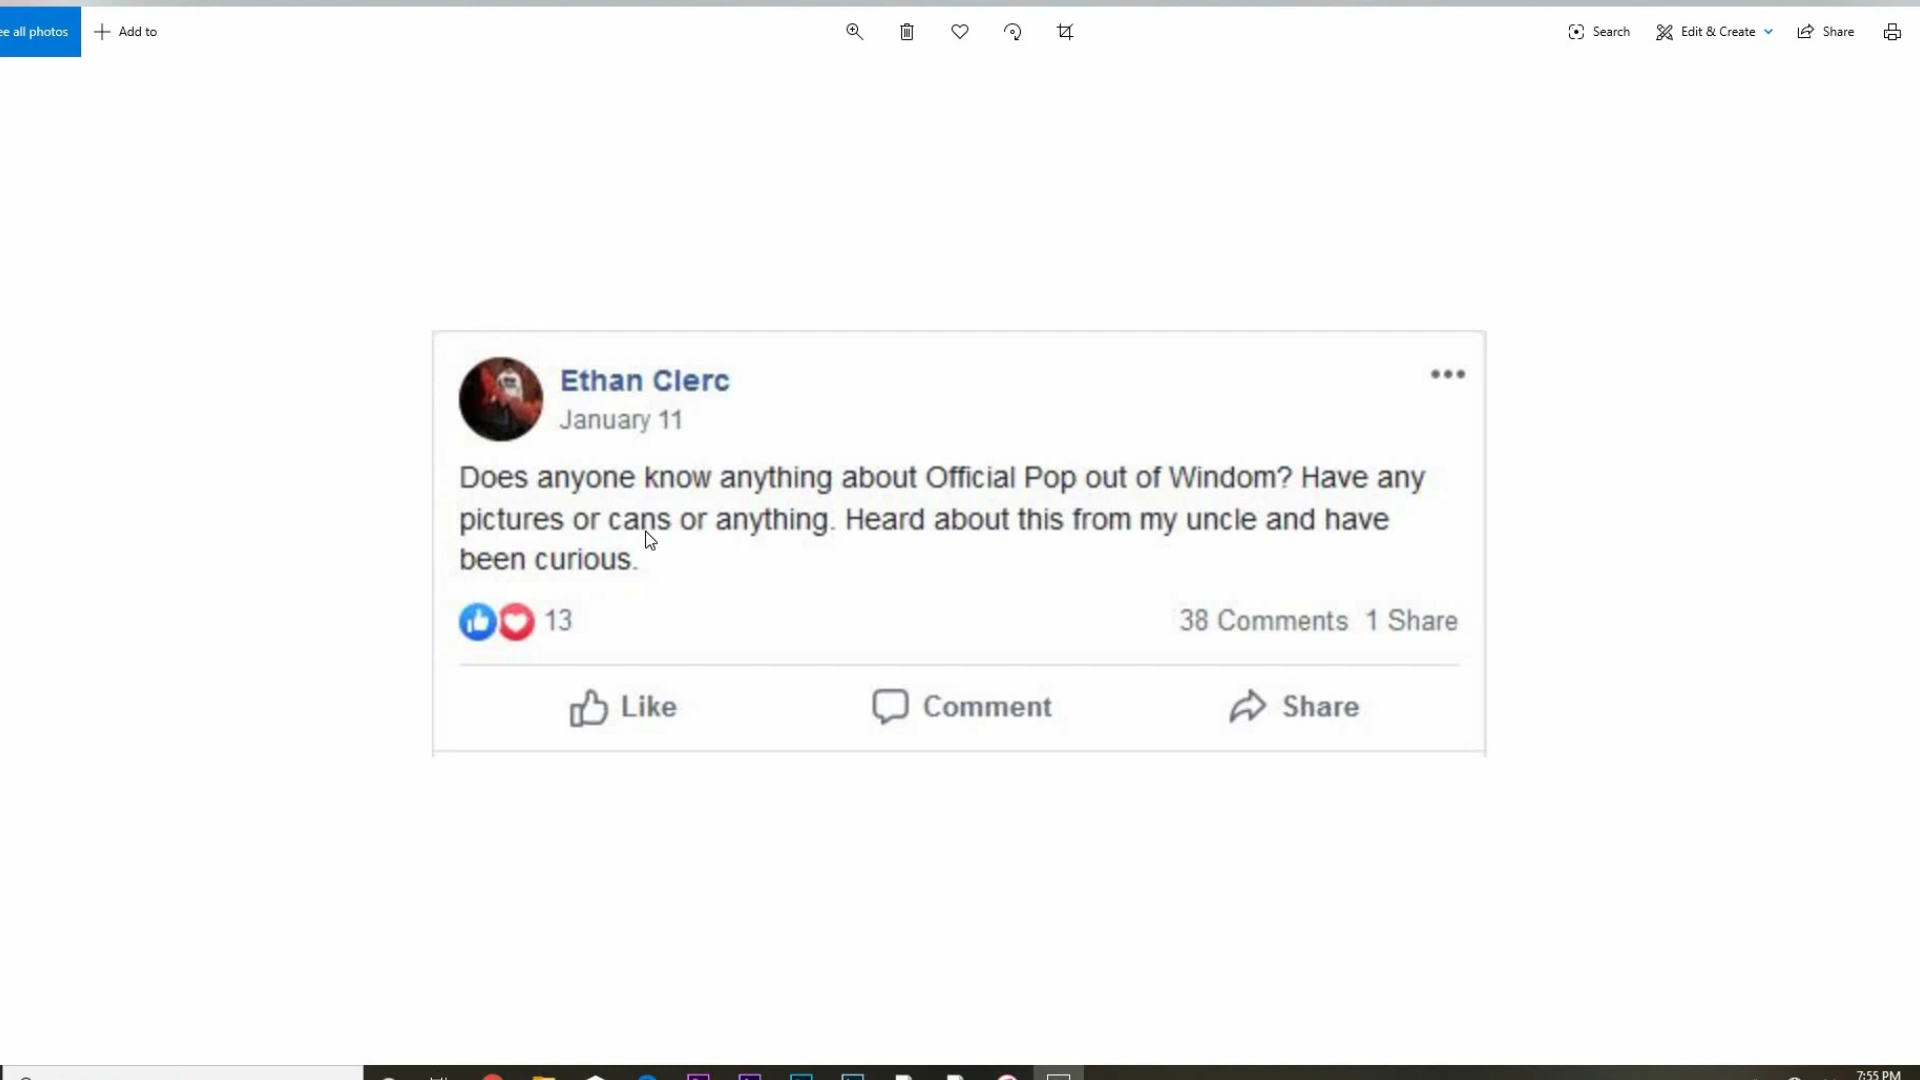 ee all photos
Add to
Search
Edit & Create
Share
Ethan Clerc
January 11
Does anyone know anything about Official Pop out of Windom? Have any
pictures or cans or anything. Heard about this from my uncle and have
been curious.
13
38 Comments 1 Share
Like
Comment
Share
7:55 PM